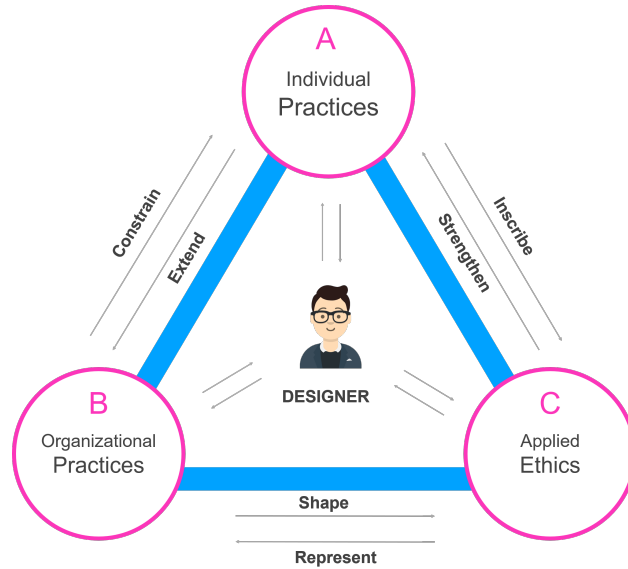 A
Individual
Practices
Constrain
Extend
Strengthen
Inscribe
DESIGNER
B
Organizational
Practices
C
Applied
Ethics
Shape
Represent